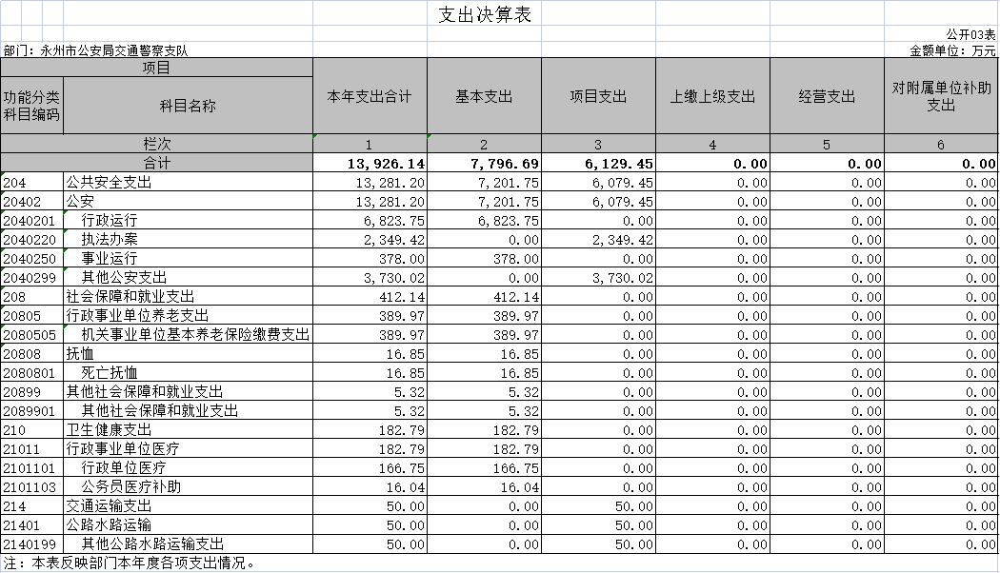 支出决算表
公开03表
部门：永州市公安局交通警察支队 金额单位：万元
项目
功能分类科目编码 科目名称 本年支出合计 基本支出 项目支出 上缴上级支出 经营支出 对附属单位补助支出
栏次 1 2 3 4 5 6
合计 13,926.14 7,796.69 6,129.45 0.00 0.00 0.00
204 公共安全支出 13,281.20 7,201.75 6,079.45 0.00 0.00 0.00
20402 公安 13,281.20 7,201.75 6,079.45 0.00 0.00 0.00
2040201 行政运行 6,823.75 6,823.75 0.00 0.00 0.00 0.00
2040220 执法办案 2,349.42 0.00 2,349.42 0.00 0.00 0.00
2040250 事业运行 378.00 378.00 0.00 0.00 0.00 0.00
2040299 其他公安支出 3,730.02 0.00 3,730.02 0.00 0.00 0.00
208 社会保障和就业支出 412.14 412.14 0.00 0.00 0.00 0.00
20805 行政事业单位养老支出 389.97 389.97 0.00 0.00 0.00 0.00
2080505 机关事业单位基本养老保险缴费支出 389.97 389.97 0.00 0.00 0.00 0.00
20808 抚恤 16.85 16.85 0.00 0.00 0.00 0.00
2080801 死亡抚恤 16.85 16.85 0.00 0.00 0.00 0.00
20899 其他社会保障和就业支出 5.32 5.32 0.00 0.00 0.00 0.00
2089901 其他社会保障和就业支出 5.32 5.32 0.00 0.00 0.00 0.00
210 卫生健康支出 182.79 182.79 0.00 0.00 0.00 0.00
21011 行政事业单位医疗 182.79 182.79 0.00 0.00 0.00 0.00
2101101 行政单位医疗 166.75 166.75 0.00 0.00 0.00 0.00
2101103 公务员医疗补助 16.04 16.04 0.00 0.00 0.00 0.00
214 交通运输支出 50.00 0.00 50.00 0.00 0.00 0.00
21401 公路水路运输 50.00 0.00 50.00 0.00 0.00 0.00
2140199 其他公路水路运输支出 50.00 0.00 50.00 0.00 0.00 0.00
注：本表反映部门本年度各项支出情况。